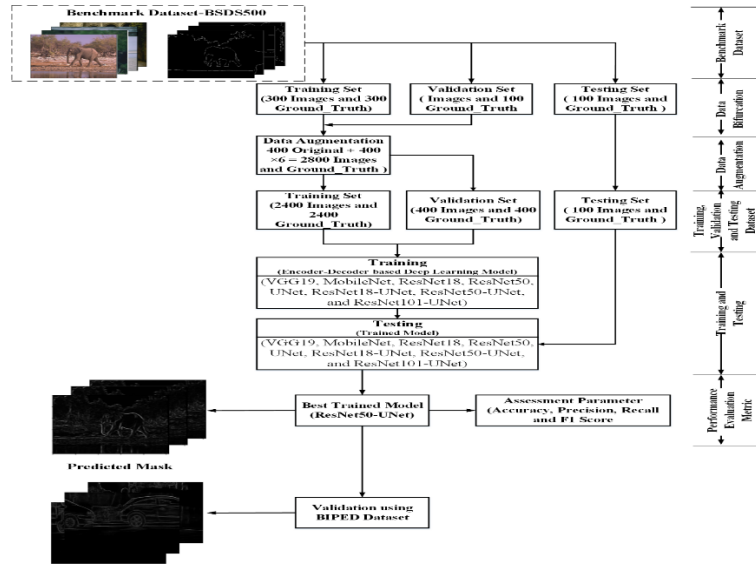 Benchmark Dataset-BSDS500
Training Set
(300 Images and 300
Ground_Truth)
Validation Set
( Images and 100
Ground_Truth
Testing Set
( 100 Images and
Ground_Truth )
Data Augmentation
400 Original + 400
×6 = 2800 Images
and Ground_Truth )
Training Set
(2400 Images and
2400
Ground_Truth)
Validation Set
(400 Images and 400
Ground_Truth)
Testing Set
( 100 Images and
Ground_Truth )
Training
(Encoder-Decoder based Deep Learning Model)
(VGG19, MobileNet, ResNet18, ResNet50,
UNet, ResNet18-UNet, ResNet50-UNet,
and ResNet101-UNet)
Testing
(Trained Model)
(VGG19, MobileNet, ResNet18, ResNet50,
UNet, ResNet18-UNet, ResNet50-UNet,
and ResNet101-UNet)
Best Trained Model
(ResNet50-UNet)
Assessment Parameter
(Accuracy, Precision, Recall
and F1 Score
Predicted Mask
Validation using
BIPED Dataset
Benchmark
Dataset
Data
Bifurcation
Data
Augmentation
Training,
Validation
and Testing
Dataset
Training and
Testing
Performance
Evaluation
Metric